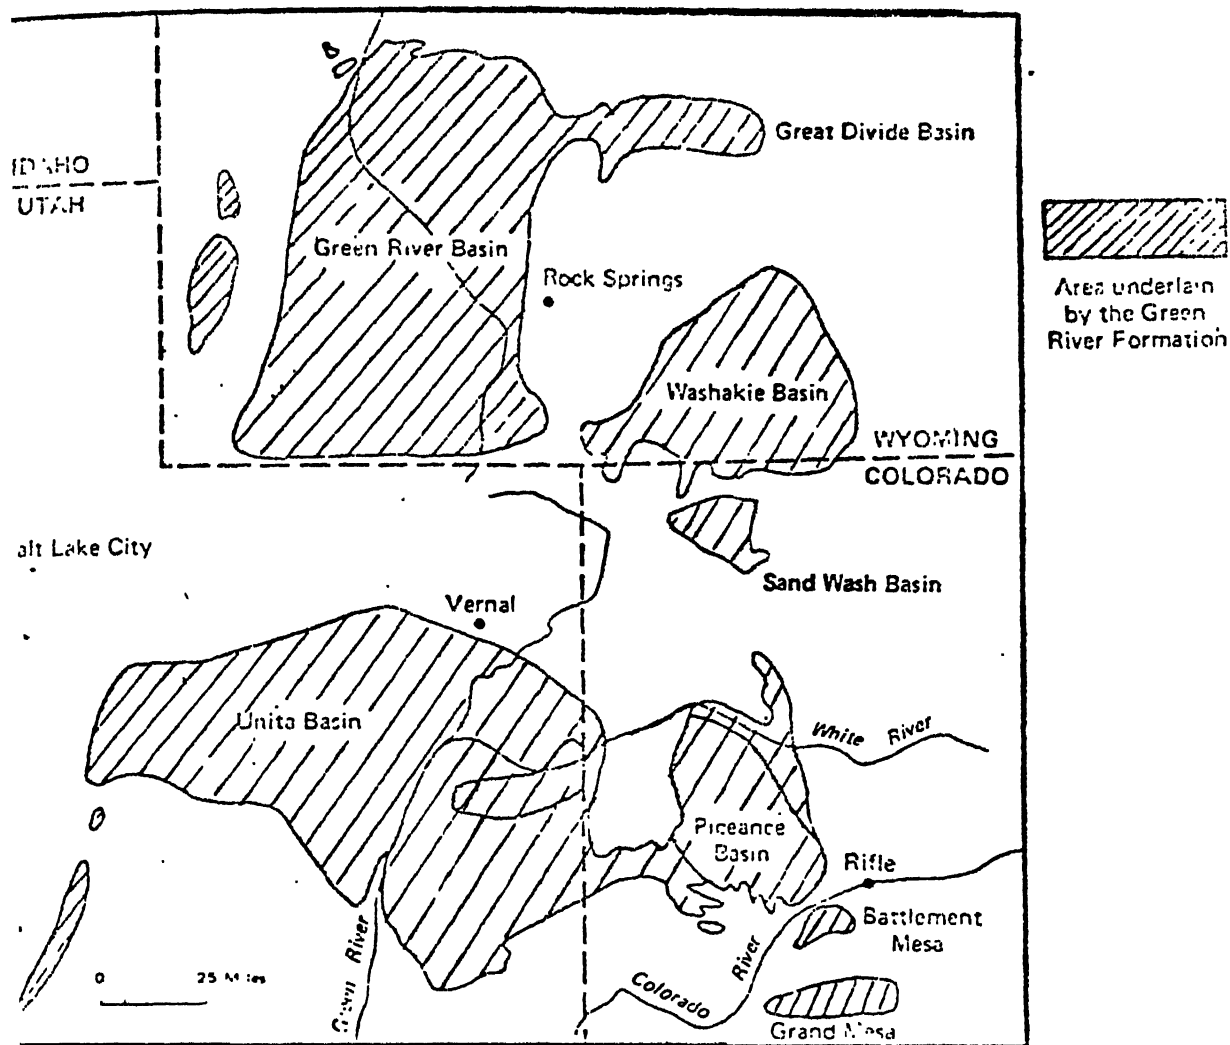 Great Divide Basin
IDAHO
UTAH
Green River Basin
Rock Springs
Area underlain
by the Green
River Formation
Washakie Basin
WYOMING
COLORADO
alt Lake City
Sand Wash Basin
Vernal
Unita Basin
White River
Piceance
Basin
Rifle
Battlement
Mesa
Green River
Colorado River
0 25 Miles
Grand Mesa